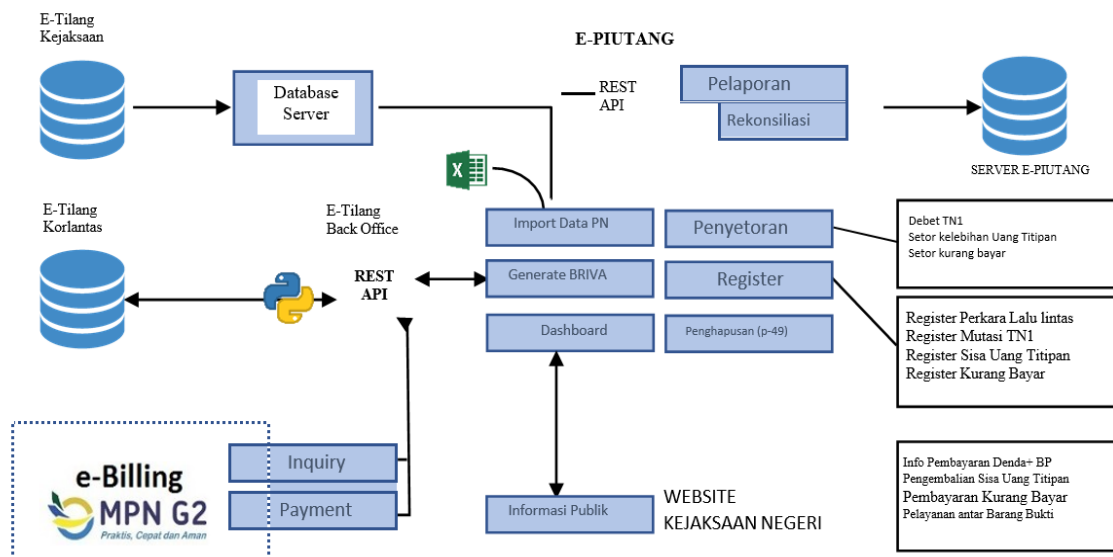 E-Tilang
Kejaksaan
E-PIUTANG
Database
Server
REST
API
Pelaporan
Rekonsiliasi
SERVER E-PIUTANG
X
E-Tilang
Korlantas
E-Tilang
Back Office
REST
API
Import Data PN
Generate BRIVA
Dashboard
Penyetoran
Register
Penghapusan (p-49)
Debet TN1
Setor kelebihan Uang Titipan
Setor kurang bayar
Register Perkara Lalu lintas
Register Mutasi TN1
Register Sisa Uang Titipan
Register Kurang Bayar
e-Billing
MPN G2
Praktis, Cepat dan Aman
Inquiry
Payment
Informasi Publik
WEBSITE
KEJAKSAAN NEGERI
Info Pembayaran Denda+ BP
Pengembalian Sisa Uang Titipan
Pembayaran Kurang Bayar
Pelayanan antar Barang Bukti